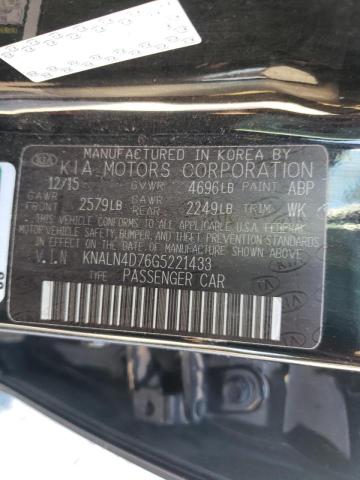 MANUFACTURED IN KOREA BY
KIA KIA MOTORS CORPORATION
12/15 GVWR 4696LB PAINT ABP
GAWR FRONT 2579LB GAWR REAR 2249LB TRIM WK
THIS VEHICLE CONFORMS TO ALL APPLICABLE U.S. FEDERAL MOTOR
VEHICLE SAFETY, BUMPER, AND THEFT PREVENTION STANDARDS IN
EFFECT ON THE DATE OF MANUFACTURE SHOWN ABOVE.
V.I.N KNALN4D76G5221433
TYPE: PASSENGER CAR